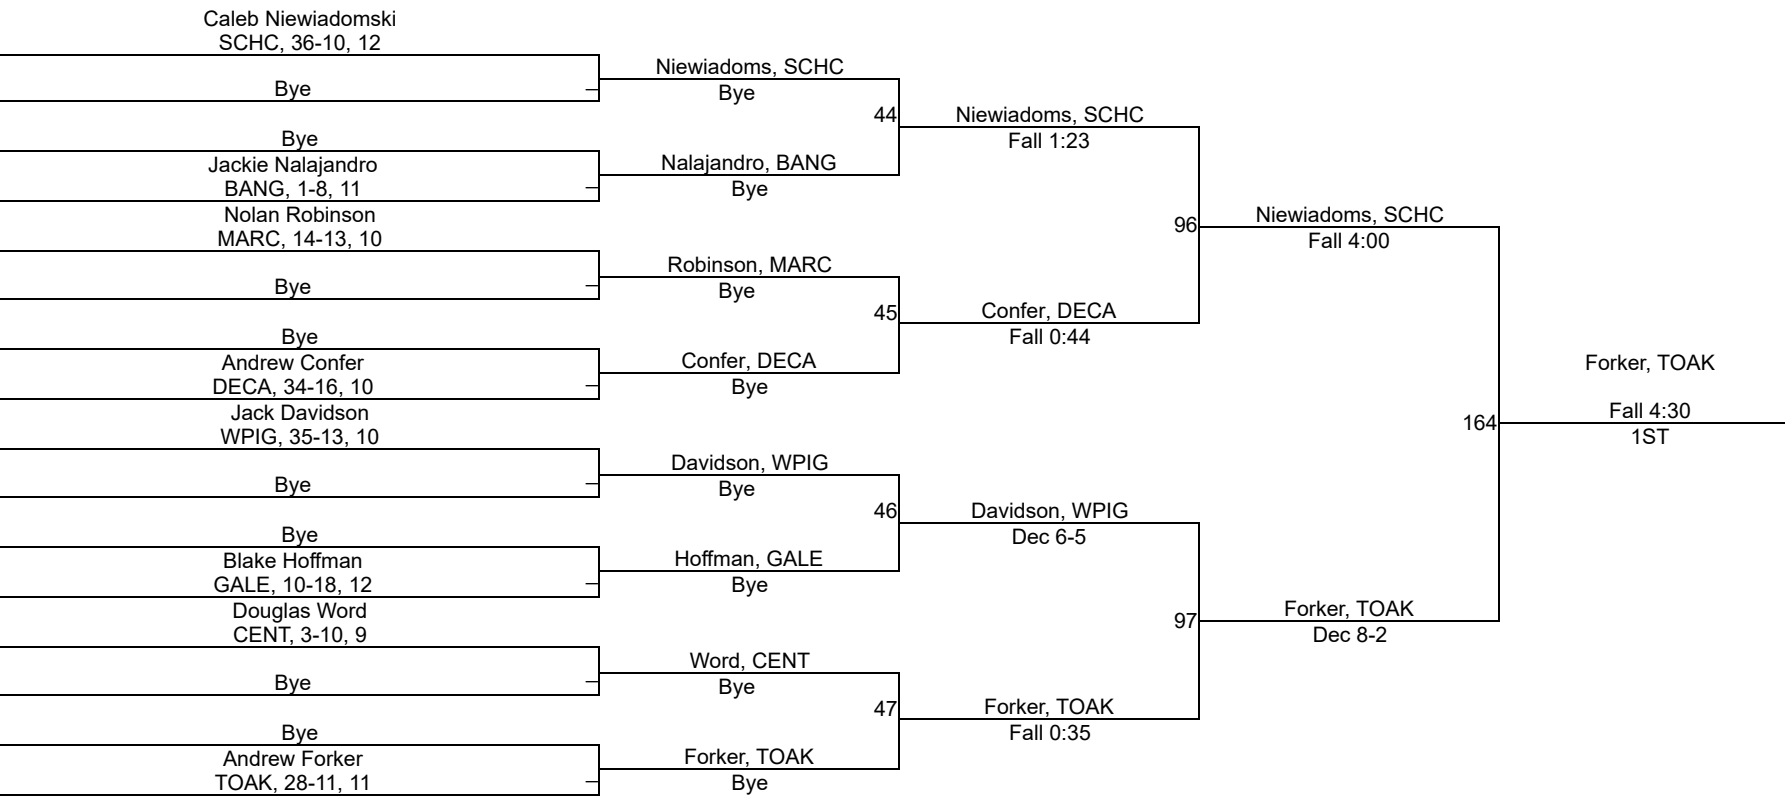 Caleb Niewiadomski
SCHC, 36-10, 12
Bye
Bye
Jackie Nalajandro
BANG, 1-8, 11
Nolan Robinson
MARC, 14-13, 10
Bye
Bye
Andrew Confer
DECA, 34-16, 10
Jack Davidson
WPIG, 35-13, 10
Bye
Bye
Blake Hoffman
GALE, 10-18, 12
Douglas Word
CENT, 3-10, 9
Bye
Bye
Andrew Forker
TOAK, 28-11, 11
Niewiadoms, SCHC
Bye
44
Nalajandro, BANG
Bye
Robinson, MARC
Bye
45
Confer, DECA
Bye
Davidson, WPIG
Bye
46
Hoffman, GALE
Bye
Word, CENT
Bye
47
Forker, TOAK
Bye
Niewiadoms, SCHC
Fall 1:23
96
Confer, DECA
Fall 0:44
Davidson, WPIG
Dec 6-5
97
Forker, TOAK
Fall 0:35
Niewiadoms, SCHC
Fall 4:00
164
Forker, TOAK
Dec 8-2
Forker, TOAK
Fall 4:30
1ST